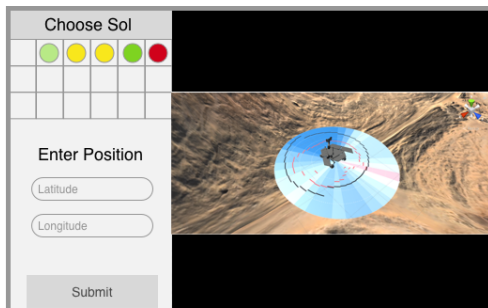 Choose Sol
Enter Position
Latitude
Longitude
Submit